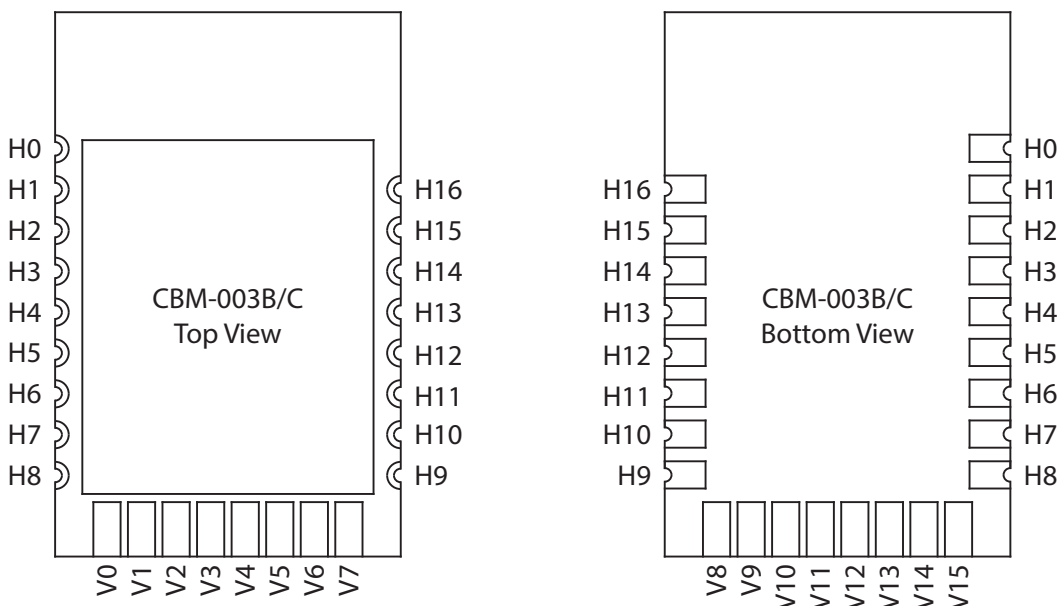 H0
H1
H2
H3
H4
H5
H6
H7
H8
CBM-003B/C
Top View
H16
H15
H14
H13
H12
H11
H10
H9
V0
V1
V2
V3
V4
V5
V6
V7
H16
H15
H14
H13
H12
H11
H10
H9
CBM-003B/C
Bottom View
H0
H1
H2
H3
H4
H5
H6
H7
H8
V8
V9
V10
V11
V12
V13
V14
V15